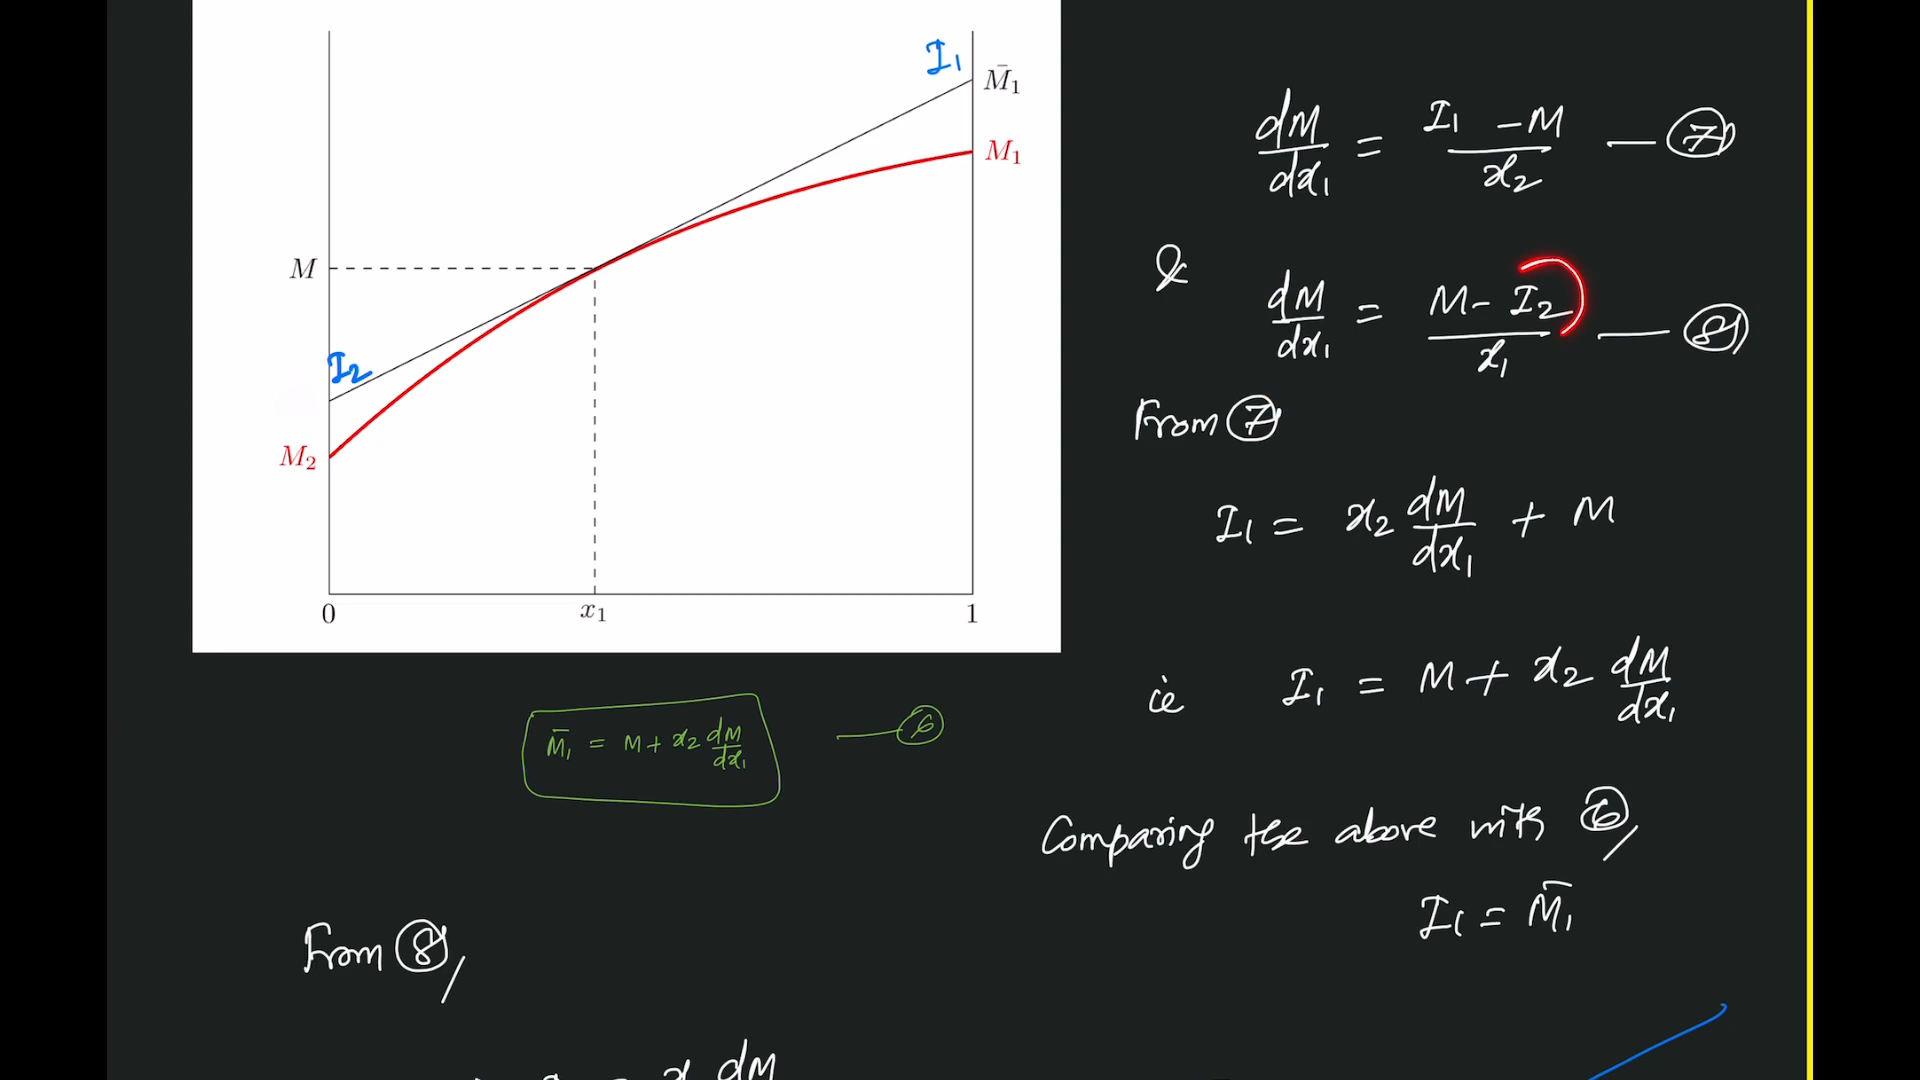 I₁
M̄₁
M₁
M
I₂
M₂
0 x₁ 1
dM/dx₁ = (I₁ - M)/x₂ — ⑦
& dM/dx₁ = (M - I₂)/x₁ — ⑧
From ⑦
I₁ = x₂ dM/dx₁ + M
ie I₁ = M + x₂ dM/dx₁
M̄₁ = M + x₂ dM/dx₁ — ⑥
Comparing the above with ⑥,
I₁ = M̄₁
From ⑧,
dM